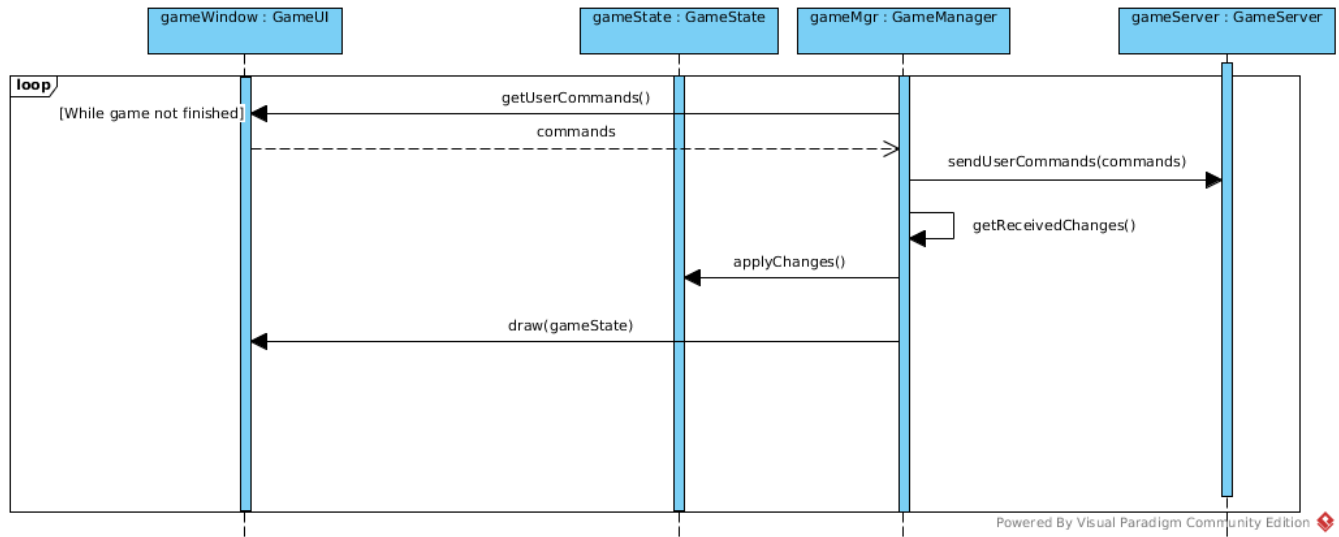 gameWindow : GameUI
gameState : GameState
gameMgr : GameManager
gameServer : GameServer
loop
[While game not finished]
getUserCommands()
commands
sendUserCommands(commands)
getReceivedChanges()
applyChanges()
draw(gameState)
Powered By Visual Paradigm Community Edition